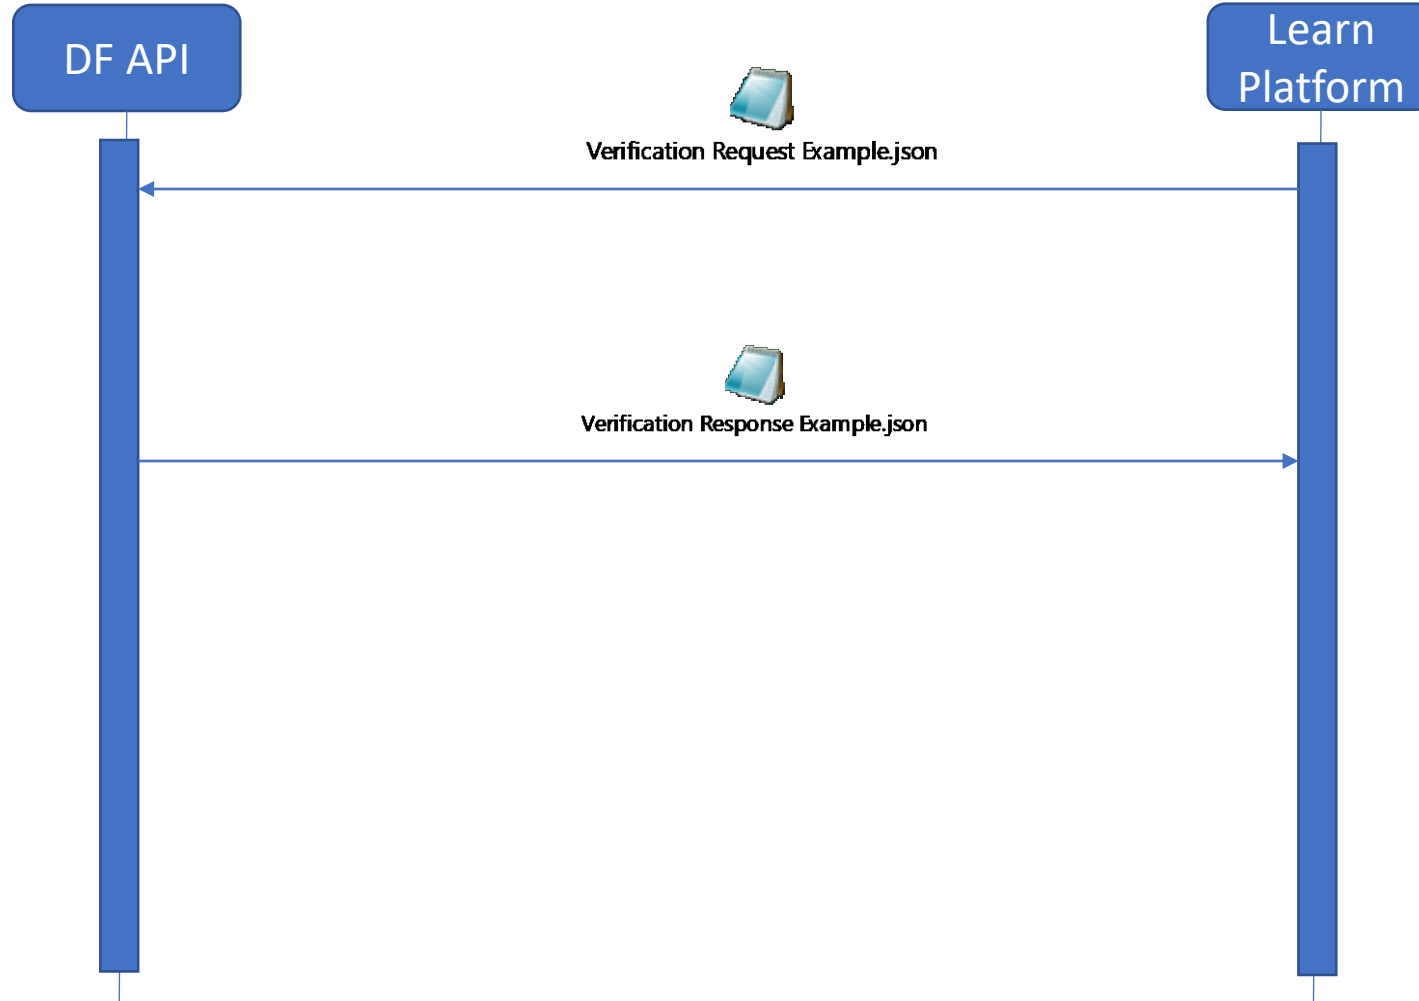 DF API
Learn
Platform
Verification Request Example.json
Verification Response Example.json